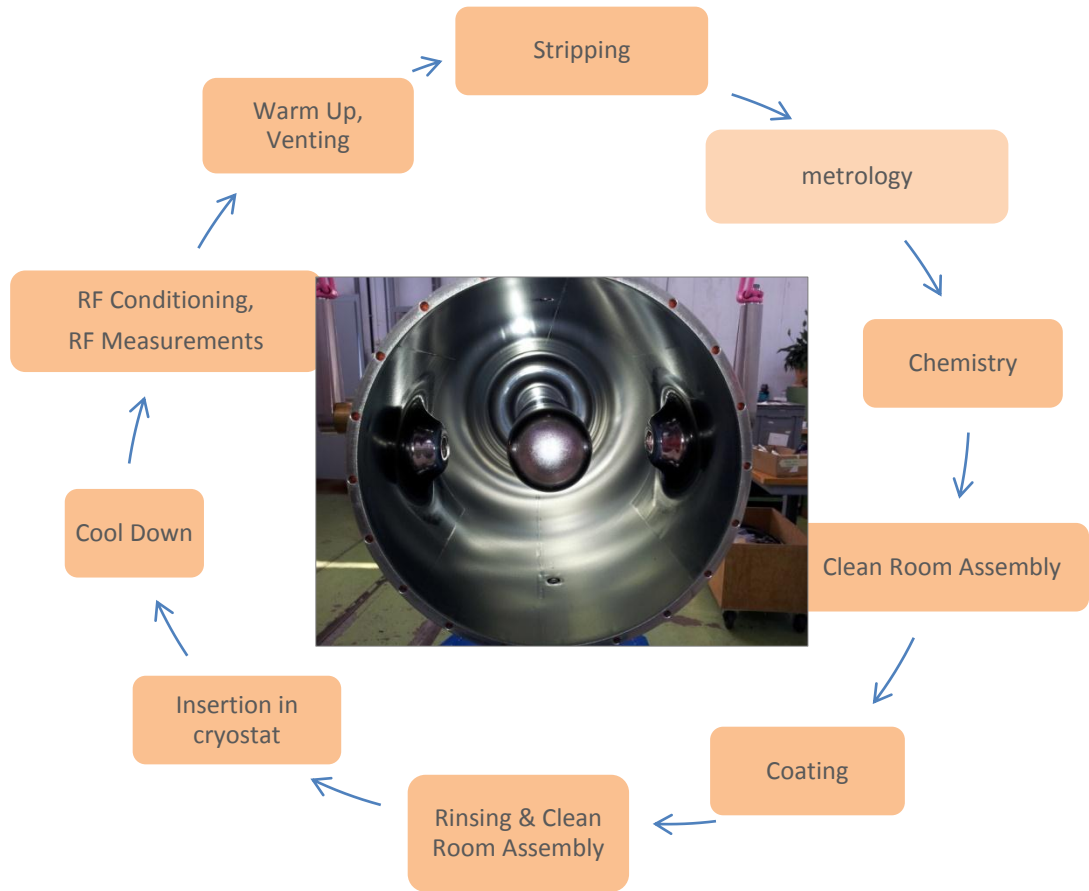 Stripping
metrology
Chemistry
Clean Room Assembly
Coating
Rinsing & Clean
Room Assembly
Insertion in
cryostat
Cool Down
RF Conditioning,
RF Measurements
Warm Up,
Venting